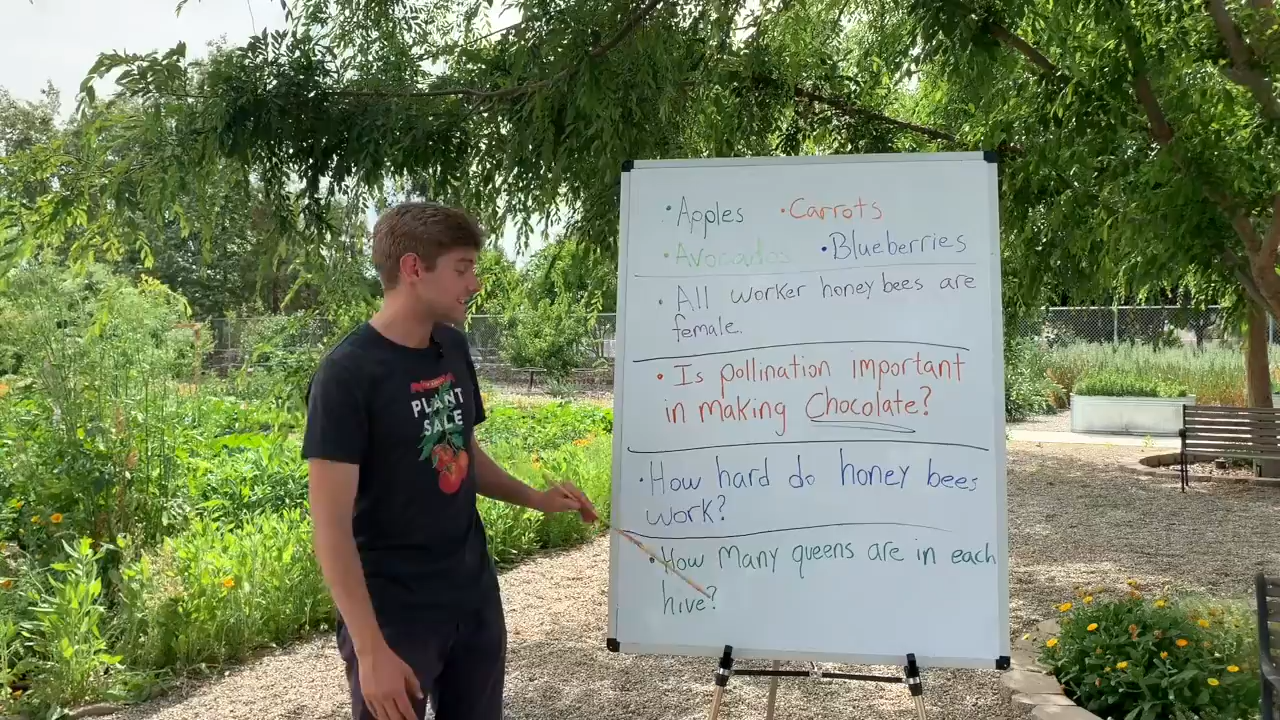 • Apples • Carrots
• Avocados • Blueberries
• All worker honey bees are
female.
• Is pollination important
in making Chocolate?
• How hard do honey bees
work?
• How many queens are in each
hive?
PLANT
SALE